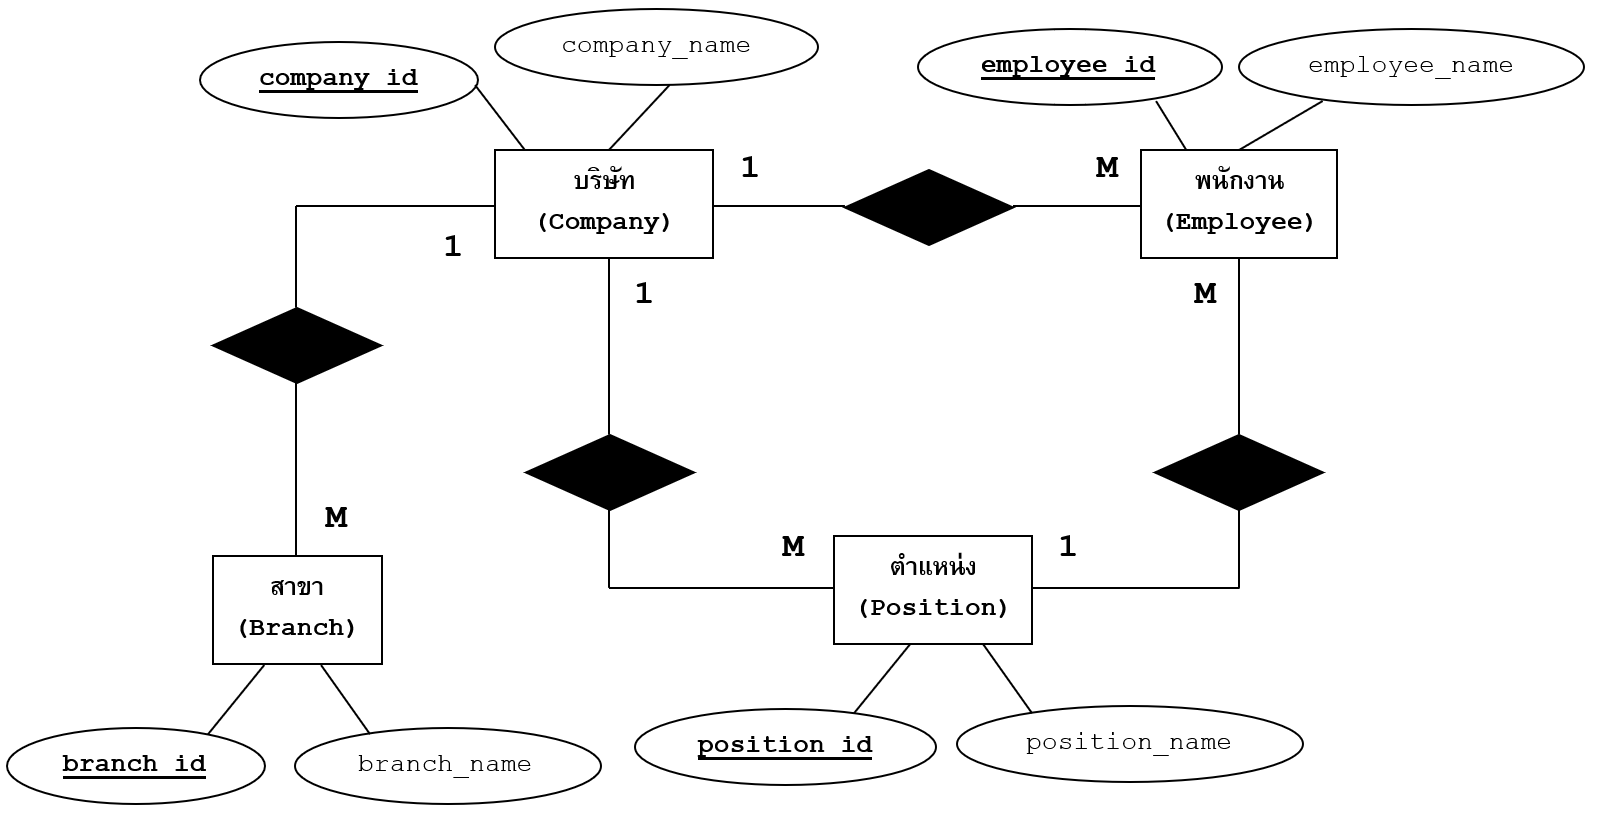 company_name
company_id
employee_id
employee_name
บริษัท
(Company)
1
M
พนักงาน
(Employee)
1
1
M
M
M
1
สาขา
(Branch)
ตำแหน่ง
(Position)
branch_id
branch_name
position_id
position_name